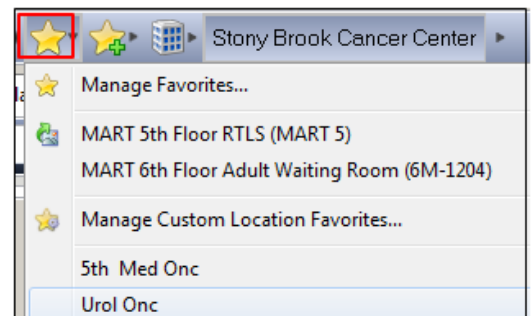 Stony Brook Cancer Center
Manage Favorites...
MART 5th Floor RTLS (MART 5)
MART 6th Floor Adult Waiting Room (6M-1204)
Manage Custom Location Favorites...
5th Med Onc
Urol Onc